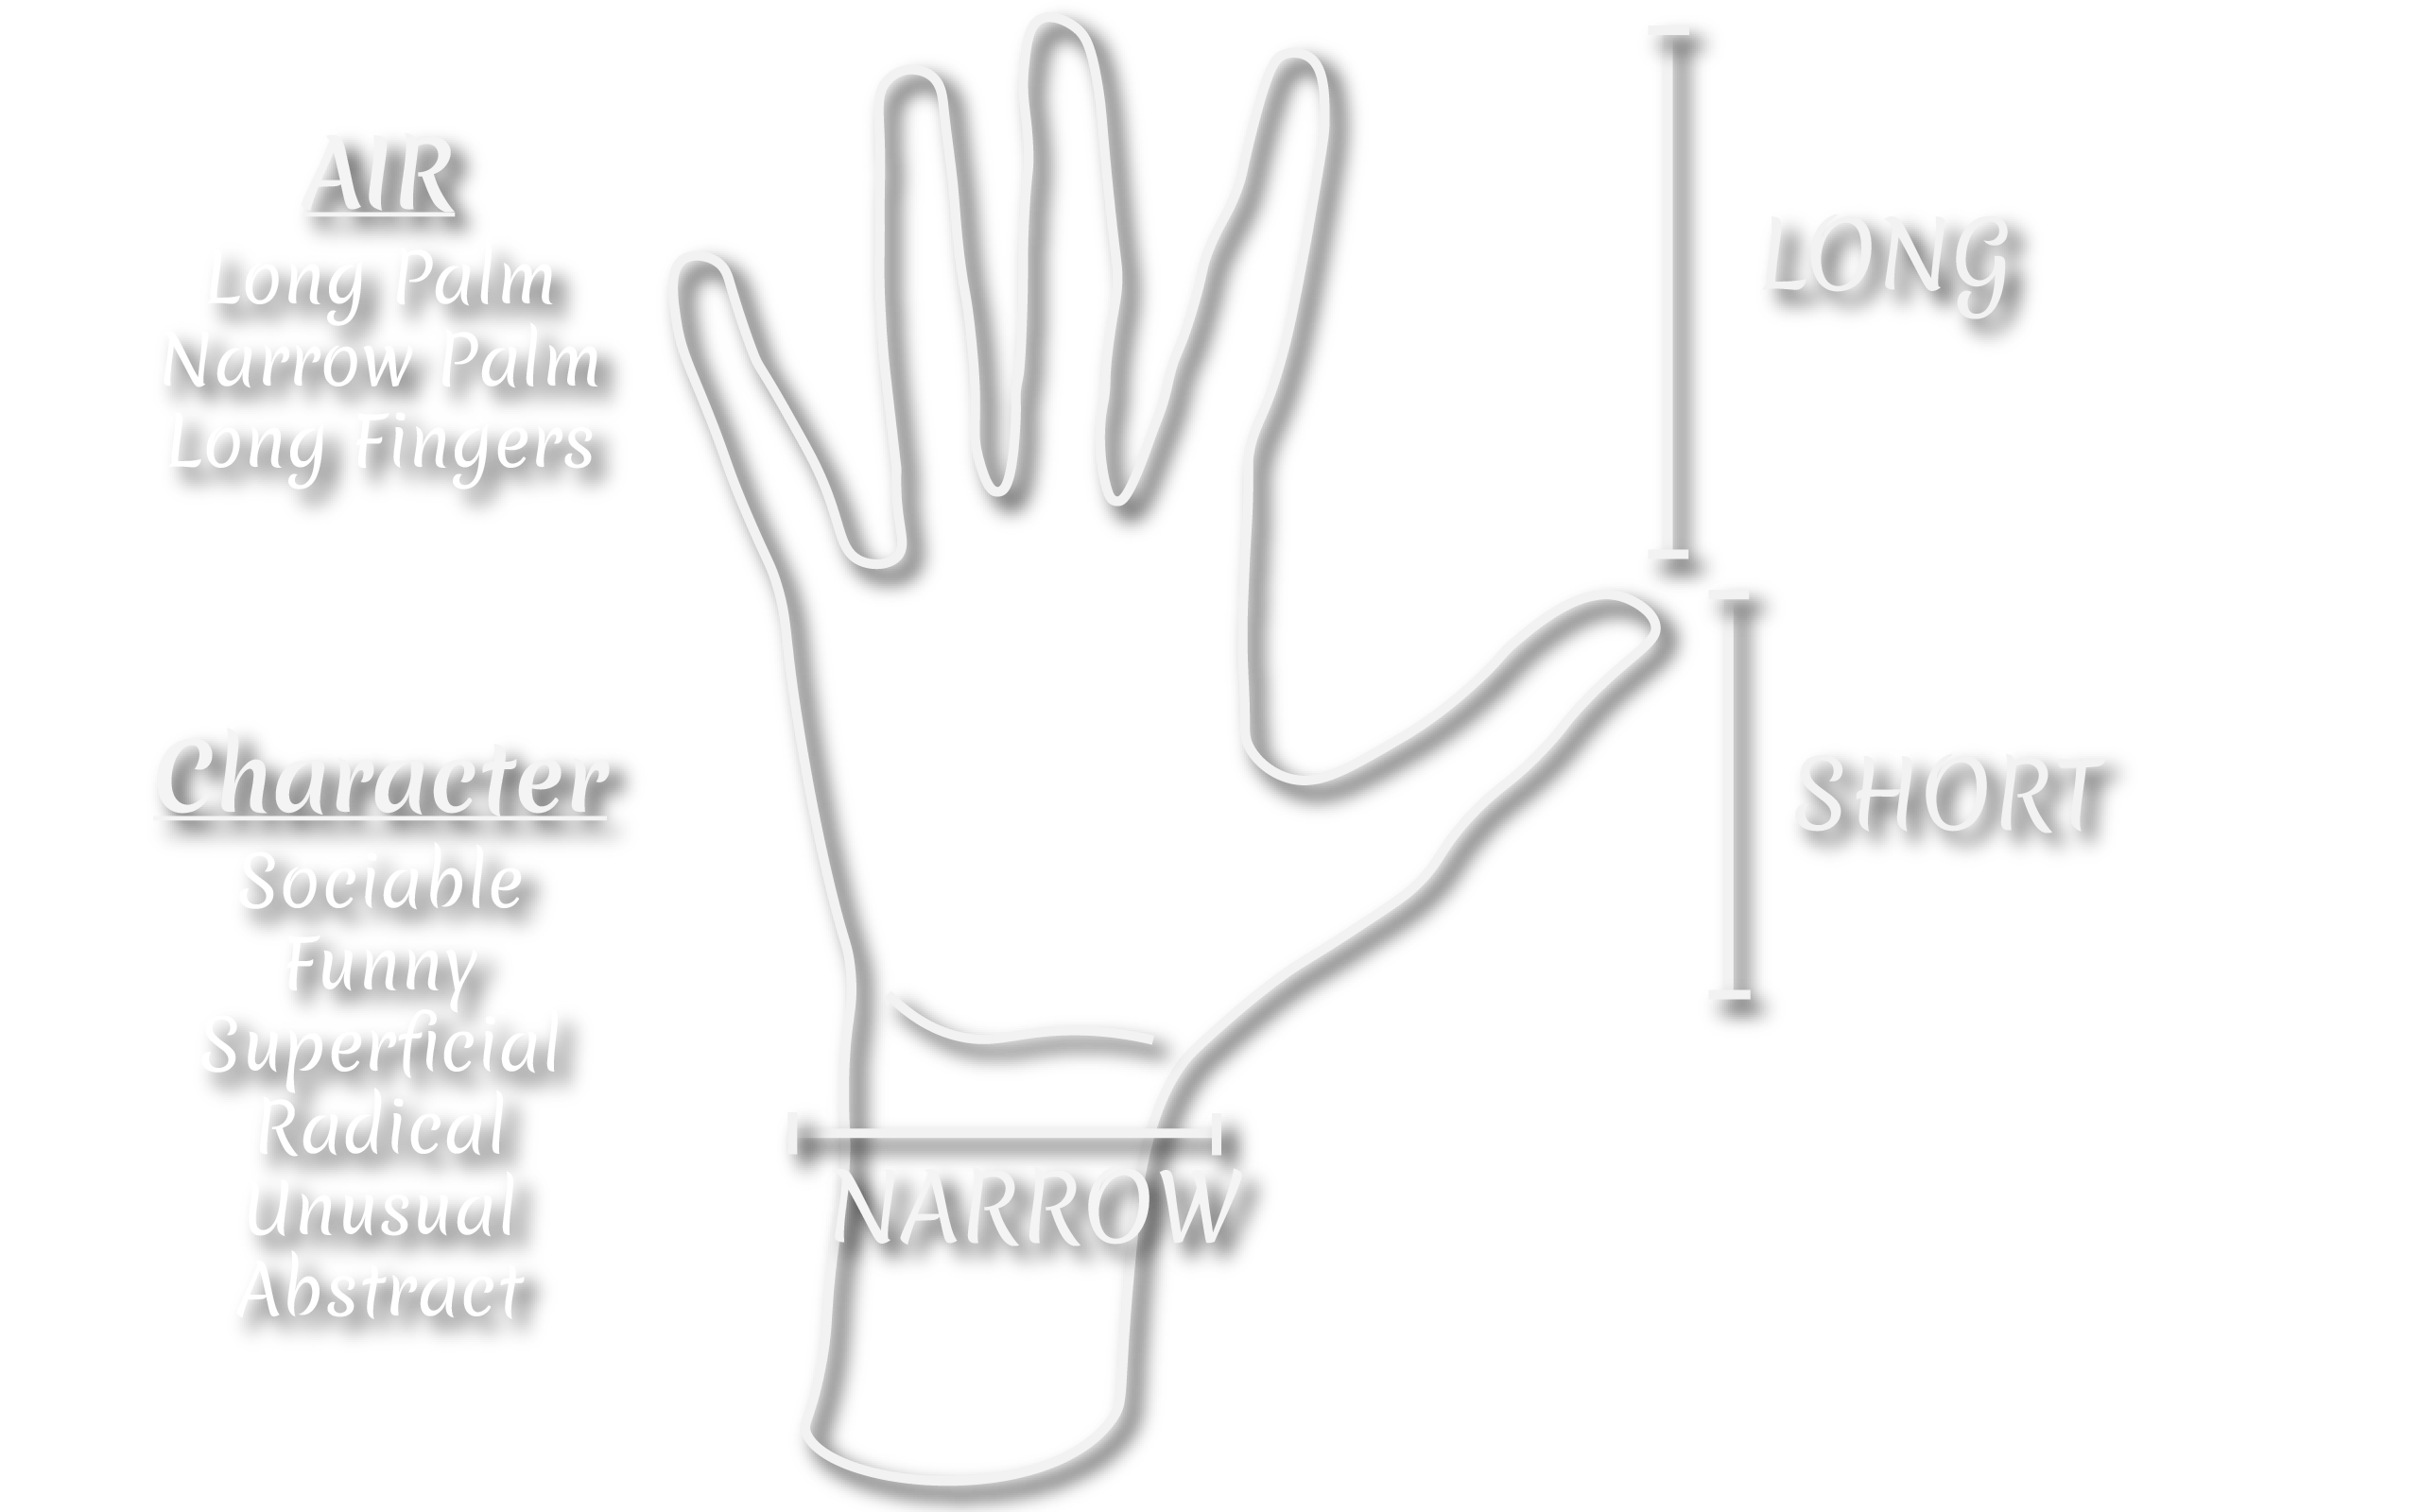 AIR
Long Palm
Narrow Palm
Long Fingers
Character
Sociable
Funny
Superficial
Radical
Unusual
Abstract
LONG
SHORT
NARROW